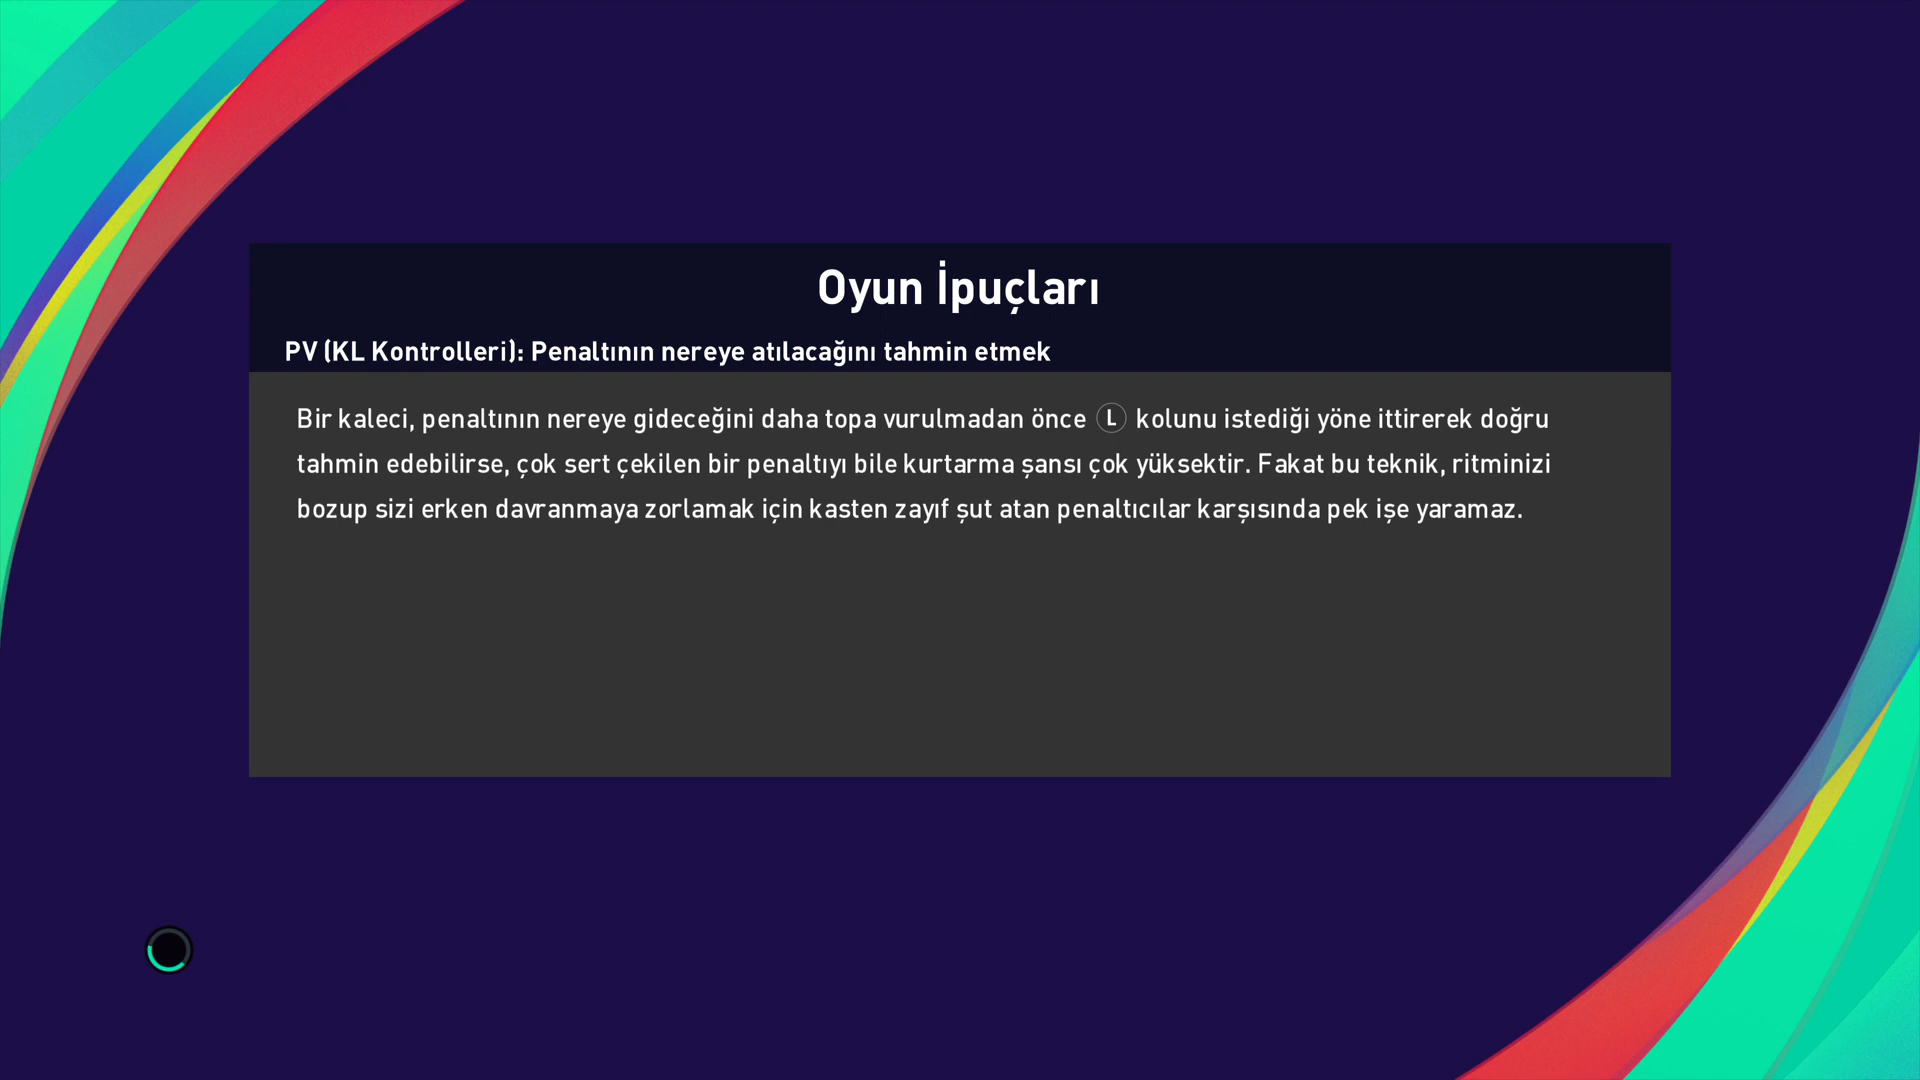 Oyun İpuçları
PV (KL Kontrolleri): Penaltının nereye atılacağını tahmin etmek
Bir kaleci, penaltının nereye gideceğini daha topa vurulmadan önce L kolunu istediği yöne ittirerek doğru
tahmin edebilirse, çok sert çekilen bir penaltıyı bile kurtarma şansı çok yüksektir. Fakat bu teknik, ritminizi
bozup sizi erken davranmaya zorlamak için kasten zayıf şut atan penaltıcılar karşısında pek işe yaramaz.